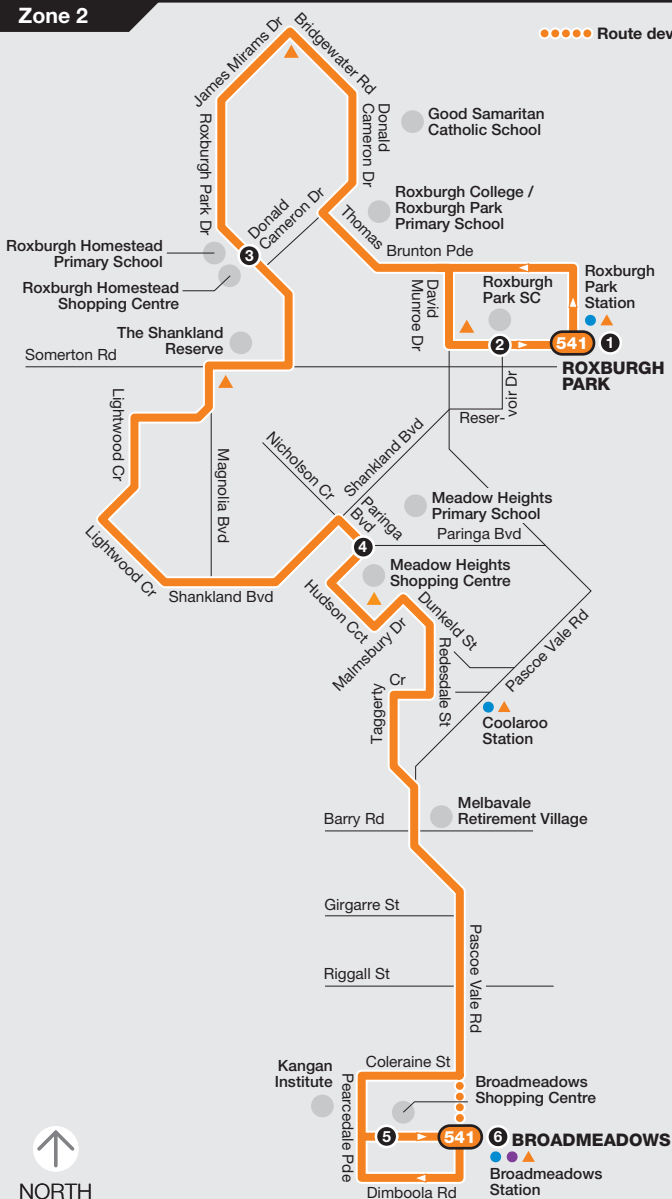 Zone 2
Route dev
James Mirams Dr
Bridgewater Rd
Roxburgh Park Dr
Donald
Cameron Dr
Good Samaritan
Catholic School
Donald
Cameron Dr
Roxburgh College /
Roxburgh Park
Primary School
Thomas
Brunton Pde
Roxburgh Homestead
Primary School
3
Roxburgh Homestead
Shopping Centre
David
Munroe Dr
Roxburgh
Park SC
Roxburgh
Park
Station
The Shankland
Reserve
2
541
1
ROXBURGH
PARK
Somerton Rd
Reser-
voir Dr
Lightwood Cr
Magnolia Bvd
Nicholson Cr
Shankland Bvd
Paringa
Bvd
Meadow Heights
Primary School
Paringa Bvd
4
Lightwood Cr
Shankland Bvd
Meadow Heights
Shopping Centre
Hudson Cct
Malmsbury Dr
Dunkeld St
Redesdale St
Pascoe Vale Rd
Taggerty
Cr
Coolaroo
Station
Melbavale
Retirement Village
Barry Rd
Girgarre St
Pascoe Vale Rd
Riggall St
Coleraine St
Kangan
Institute
Pearcedale Pde
Broadmeadows
Shopping Centre
5
541
6
BROADMEADOWS
Broadmeadows
Station
Dimboola Rd
NORTH